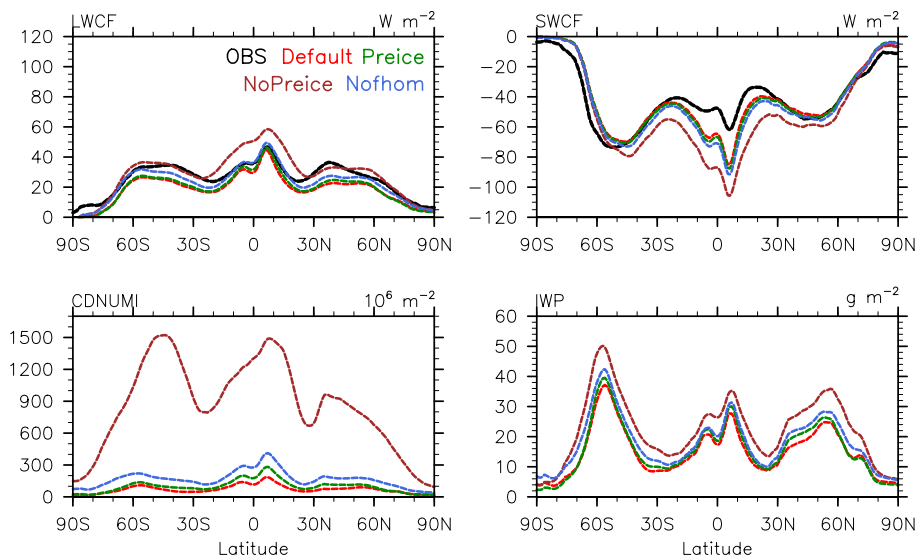 LWCF W m-2
120
100
80
60
40
20
0
OBS Default Preice
NoPreice Nofhom
90S 60S 30S 0 30N 60N 90N
SWCF W m-2
0
-20
-40
-60
-80
-100
-120
90S 60S 30S 0 30N 60N 90N
CDNUMI 10^6 m-2
1500
1200
900
600
300
0
90S 60S 30S 0 30N 60N 90N
Latitude
IWP g m-2
60
50
40
30
20
10
0
90S 60S 30S 0 30N 60N 90N
Latitude